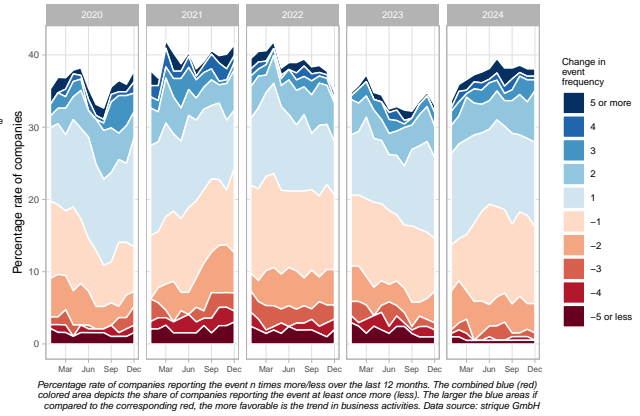 2020 2021 2022 2023 2024
Percentage rate of companies
40
30
20
10
0
Mar Jun Sep Dec Mar Jun Sep Dec Mar Jun Sep Dec Mar Jun Sep Dec Mar Jun Sep Dec
Change in
event
frequency
5 or more
4
3
2
1
−1
−2
−3
−4
−5 or less
Percentage rate of companies reporting the event n times more/less over the last 12 months. The combined blue (red)
colored area depicts the share of companies reporting the event at least once more (less). The larger the blue areas if
compared to the corresponding red, the more favorable is the trend in business activities. Data source: strique GmbH